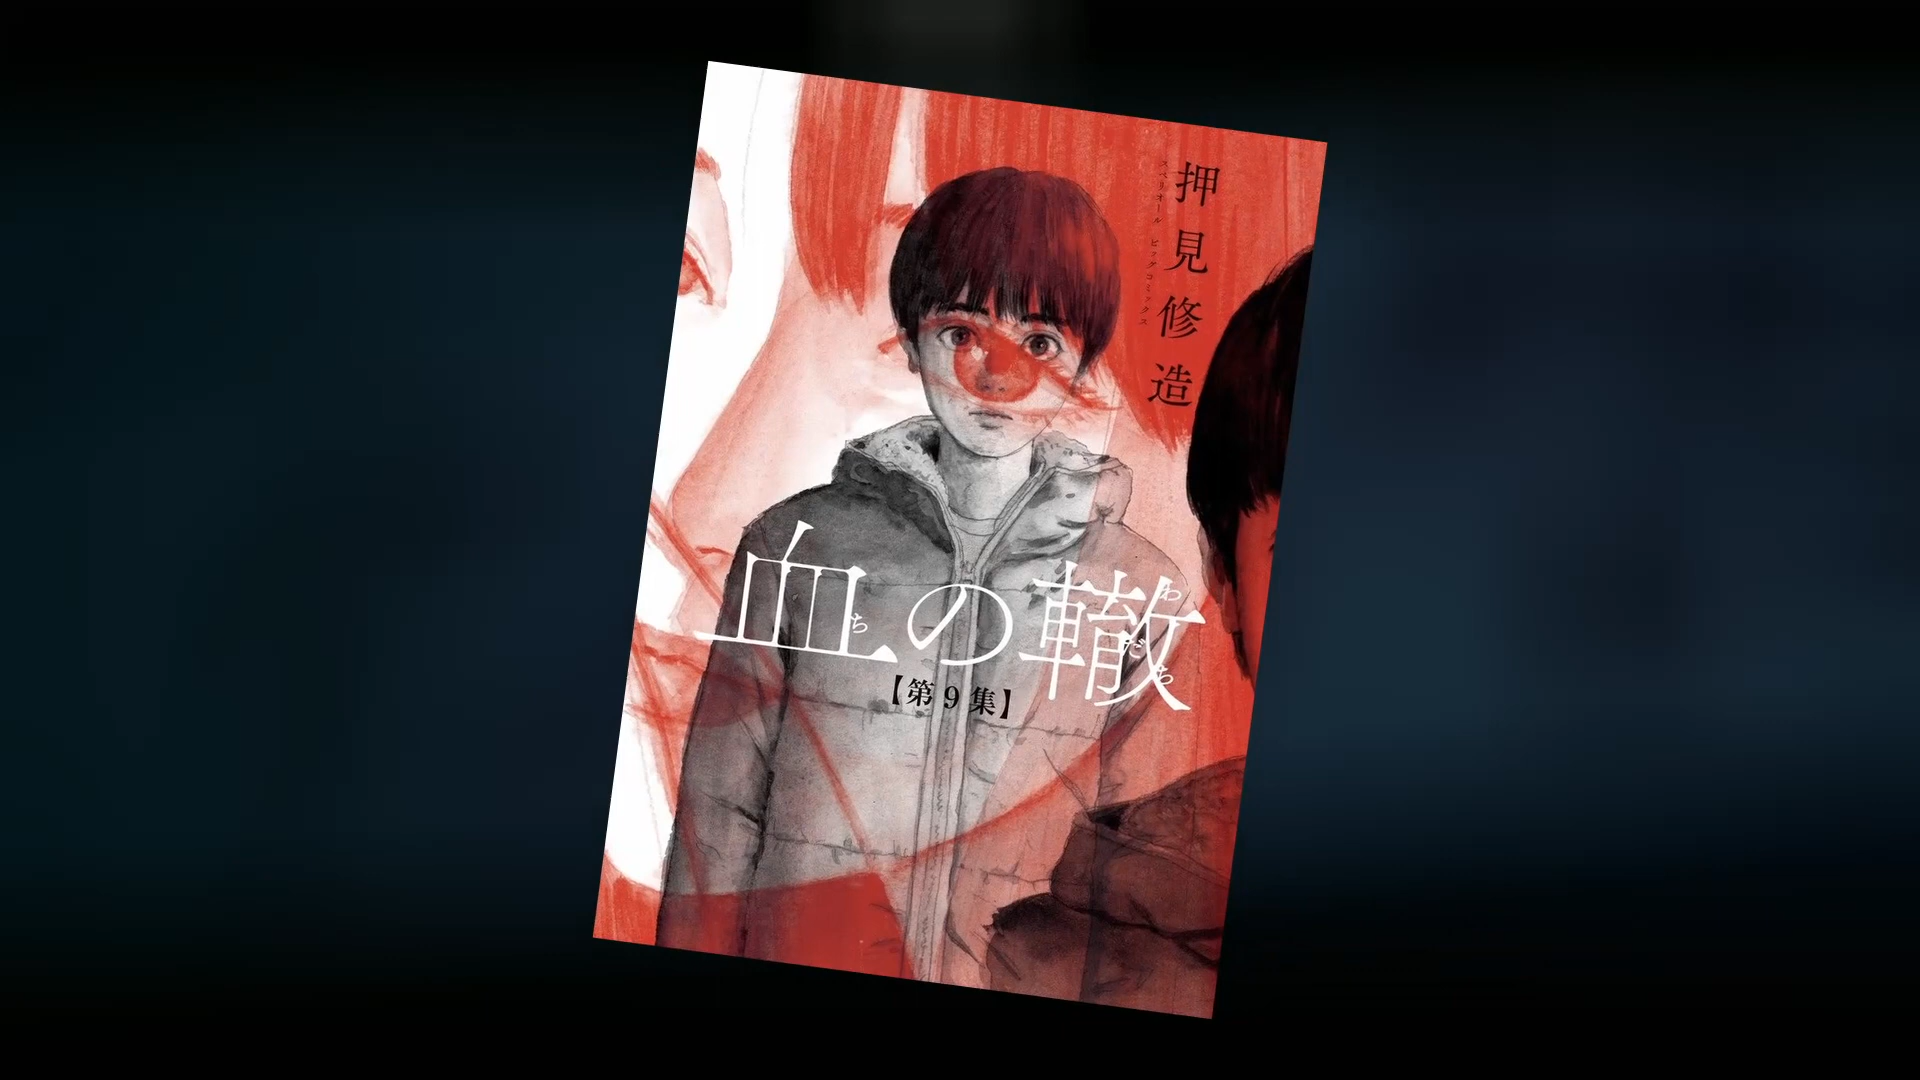 押見修造
スペリオール ビッグコミックス
血の轍
ち
わだち
【第9集】